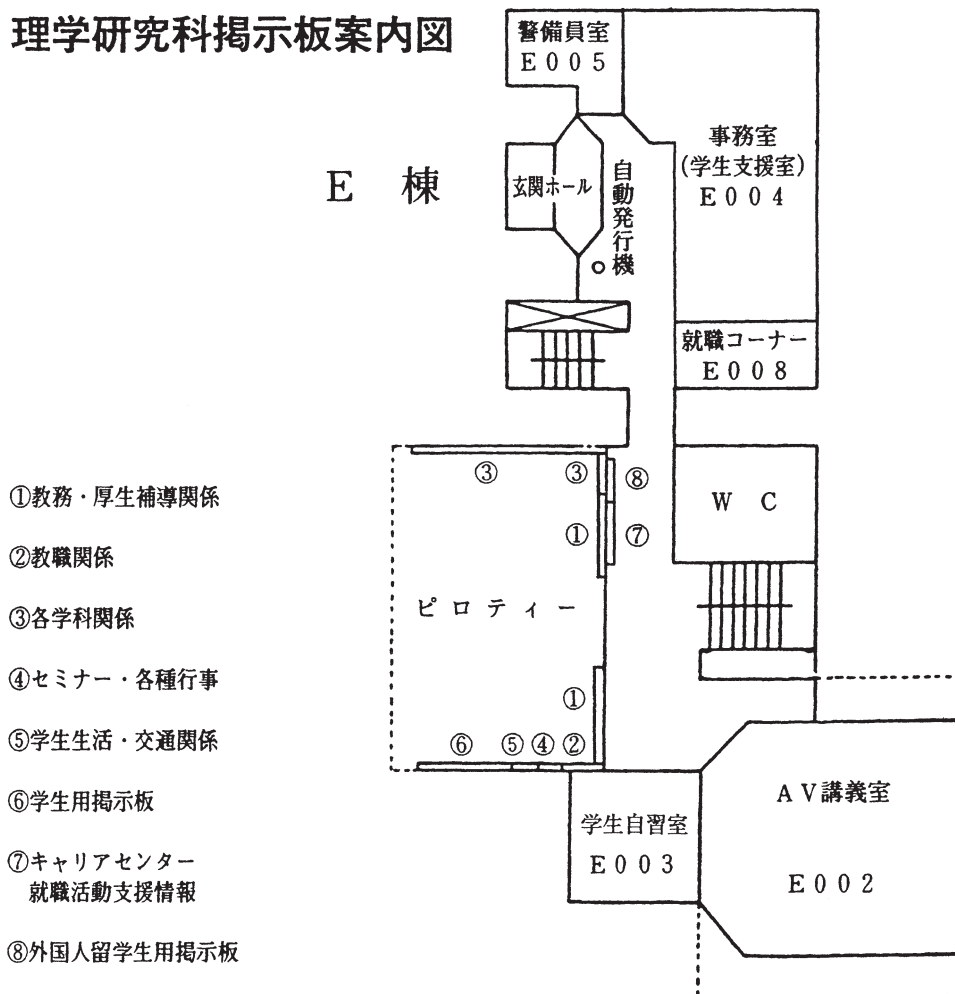 理学研究科掲示板案内図
警備員室
E005
事務室
(学生支援室)
E004
E 棟
玄関ホール
自動発行機
就職コーナー
E008
③
③
⑧
WC
①
⑦
ピロティー
①
⑥
⑤
④
②
AV講義室
学生自習室
E003
E002
①教務・厚生補導関係
②教職関係
③各学科関係
④セミナー・各種行事
⑤学生生活・交通関係
⑥学生用掲示板
⑦キャリアセンター
就職活動支援情報
⑧外国人留学生用掲示板